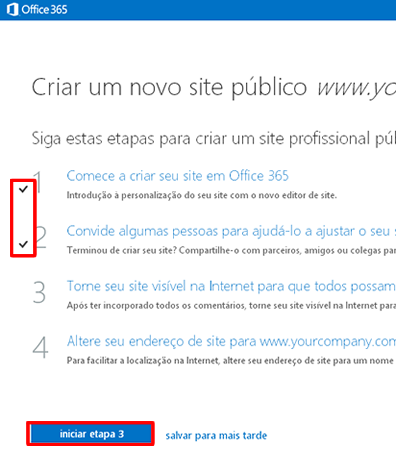 Office 365
Criar um novo site público www.yo
Siga estas etapas para criar um site profissional púl
1 Comece a criar seu site em Office 365
Introdução à personalização do seu site com o novo editor de site.
2 Convide algumas pessoas para ajudá-lo a ajustar o seu s
Terminou de criar seu site? Compartilhe-o com parceiros, amigos ou colegas par
3 Torne seu site visível na Internet para que todos possam
Após ter incorporado todos os comentários, torne seu site visível na Internet para
4 Altere seu endereço de site para www.yourcompany.com
Para facilitar a localização na Internet, altere seu endereço de site para um nome
iniciar etapa 3 salvar para mais tarde